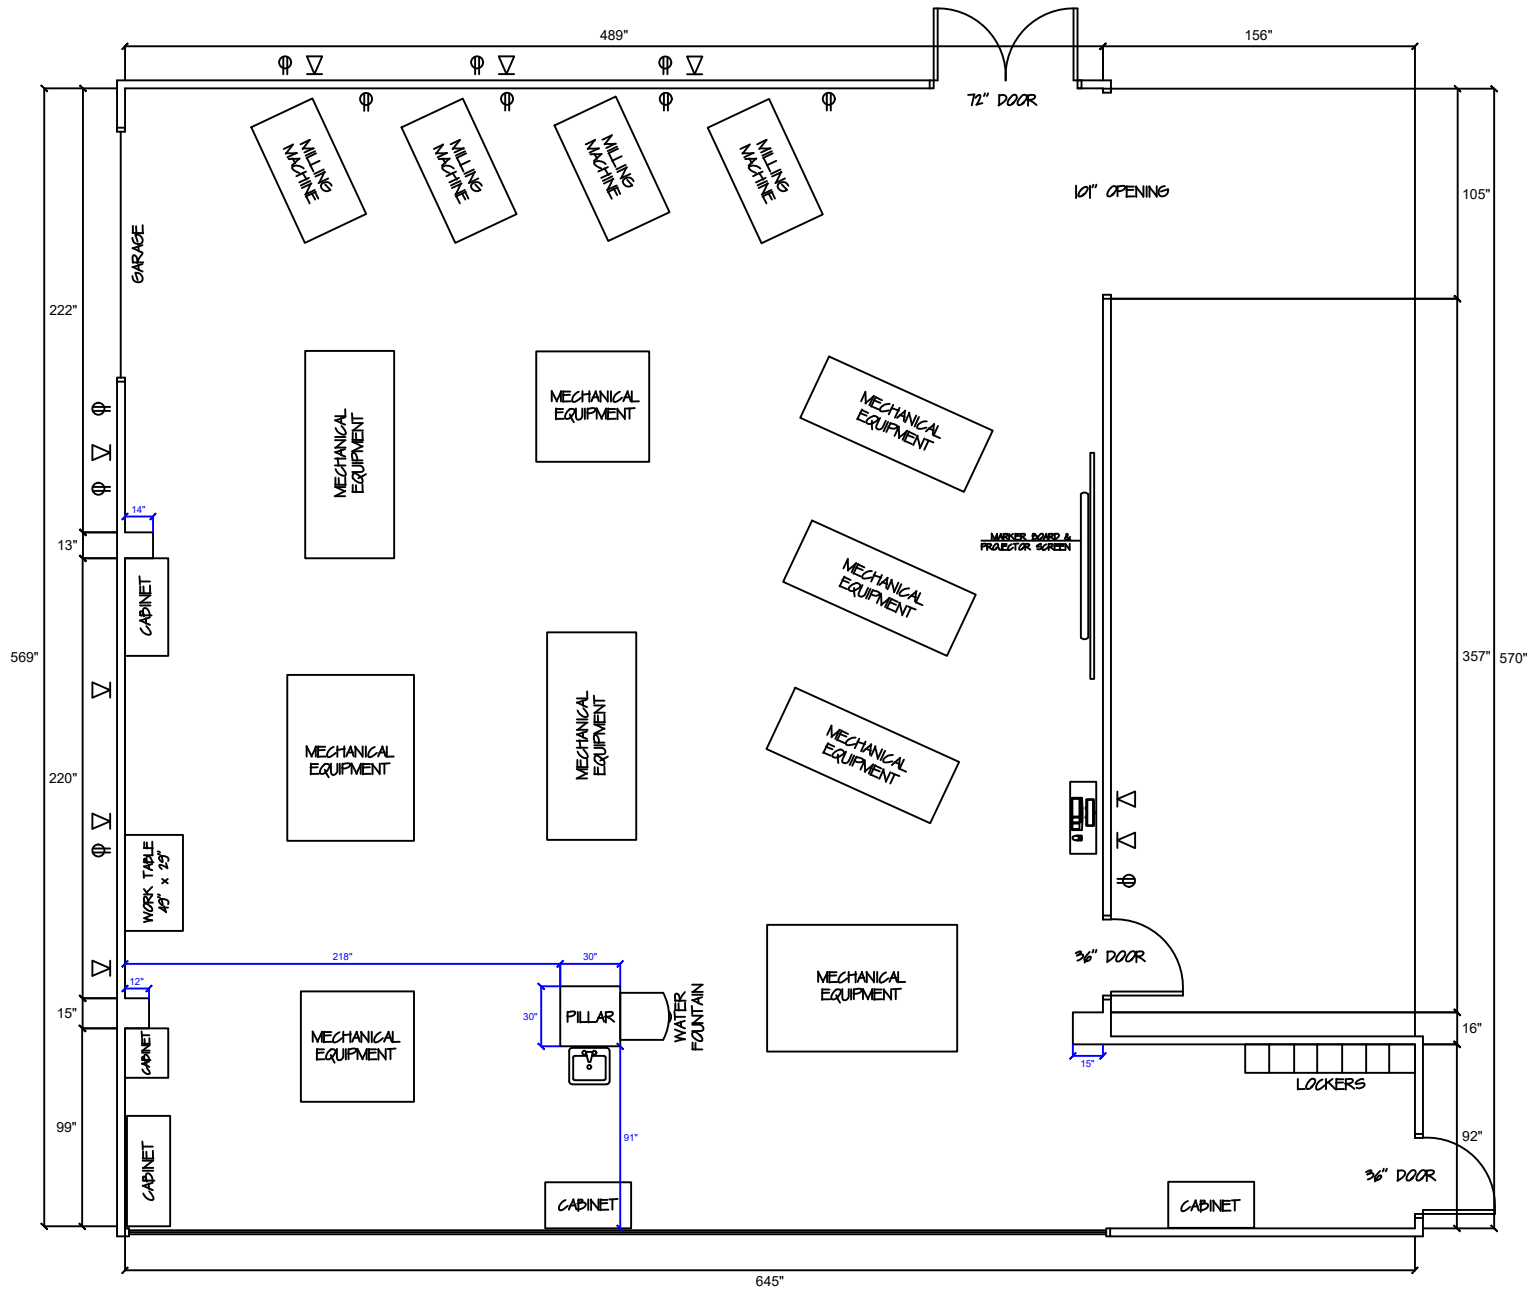 489"
156"
72" DOOR
MILLING
MACHINE
MILLING
MACHINE
MILLING
MACHINE
MILLING
MACHINE
101" OPENING
105"
GARAGE
222"
MECHANICAL
EQUIPMENT
MECHANICAL
EQUIPMENT
MECHANICAL
EQUIPMENT
14"
13"
MARKER BOARD &
PROJECTOR SCREEN
CABINET
MECHANICAL
EQUIPMENT
569"
357"
570"
MECHANICAL
EQUIPMENT
MECHANICAL
EQUIPMENT
MECHANICAL
EQUIPMENT
220"
WORK TABLE
49" x 29"
218"
30"
36" DOOR
12"
MECHANICAL
EQUIPMENT
15"
30"
PILLAR
WATER
FOUNTAIN
16"
CABINET
MECHANICAL
EQUIPMENT
15"
LOCKERS
99"
91"
92"
CABINET
36" DOOR
CABINET
CABINET
645"